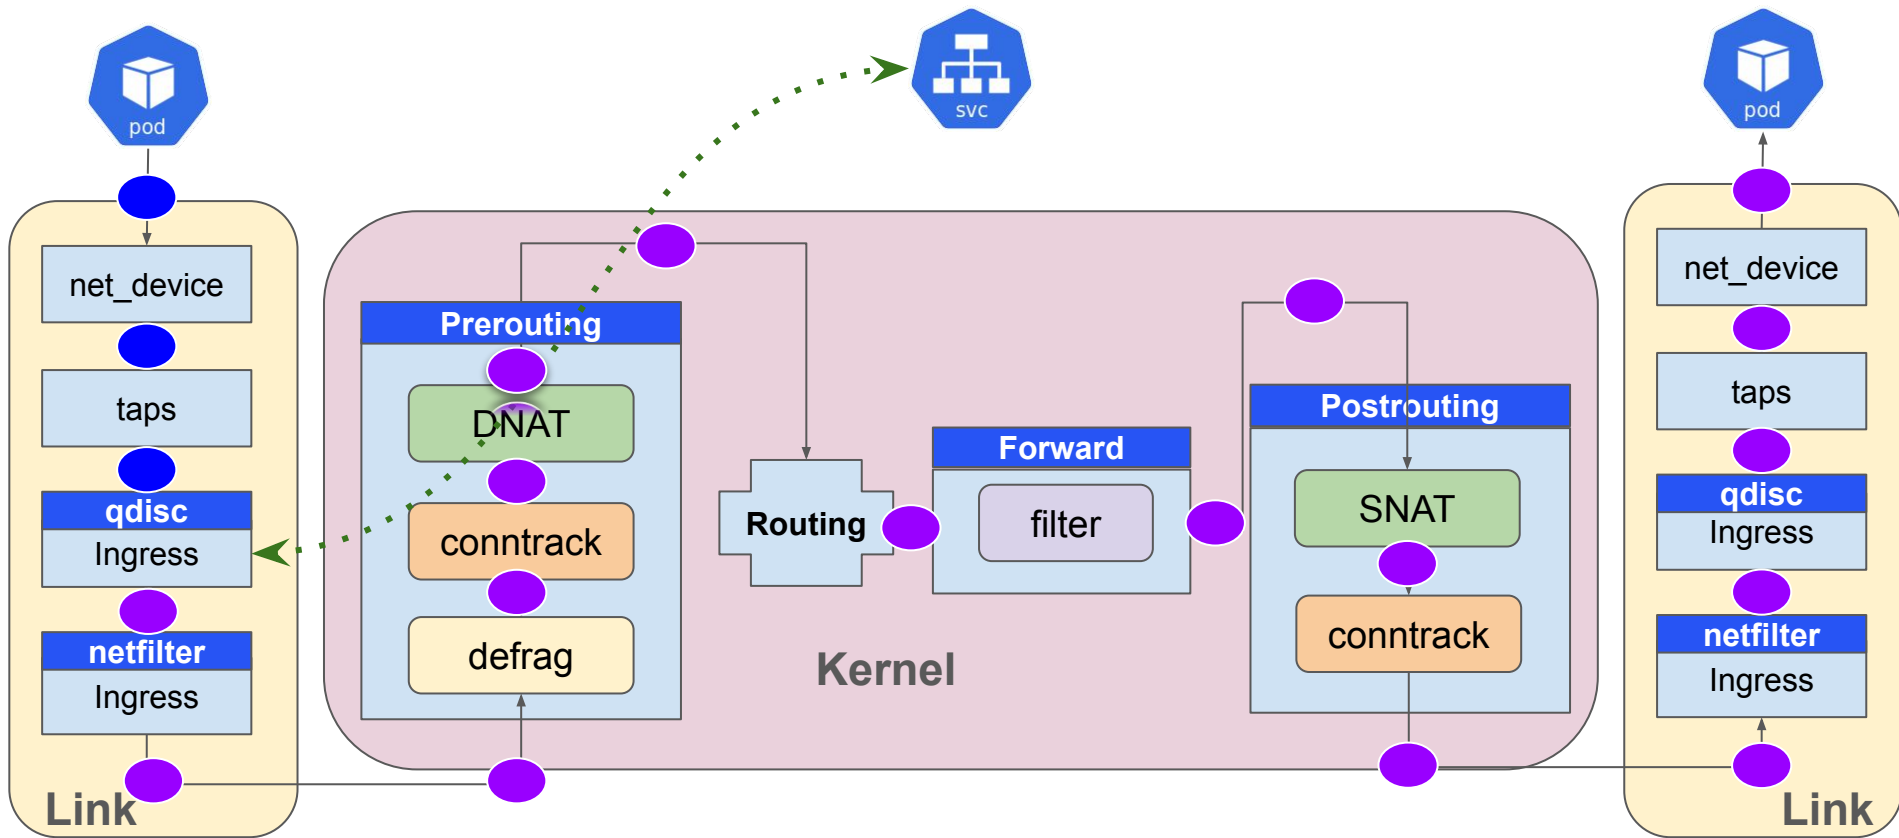 pod
net_device
taps
qdisc
Ingress
netfilter
Ingress
Link
svc
Prerouting
DNAT
conntrack
defrag
Routing
Forward
filter
Kernel
Postrouting
SNAT
conntrack
pod
net_device
taps
qdisc
Ingress
netfilter
Ingress
Link